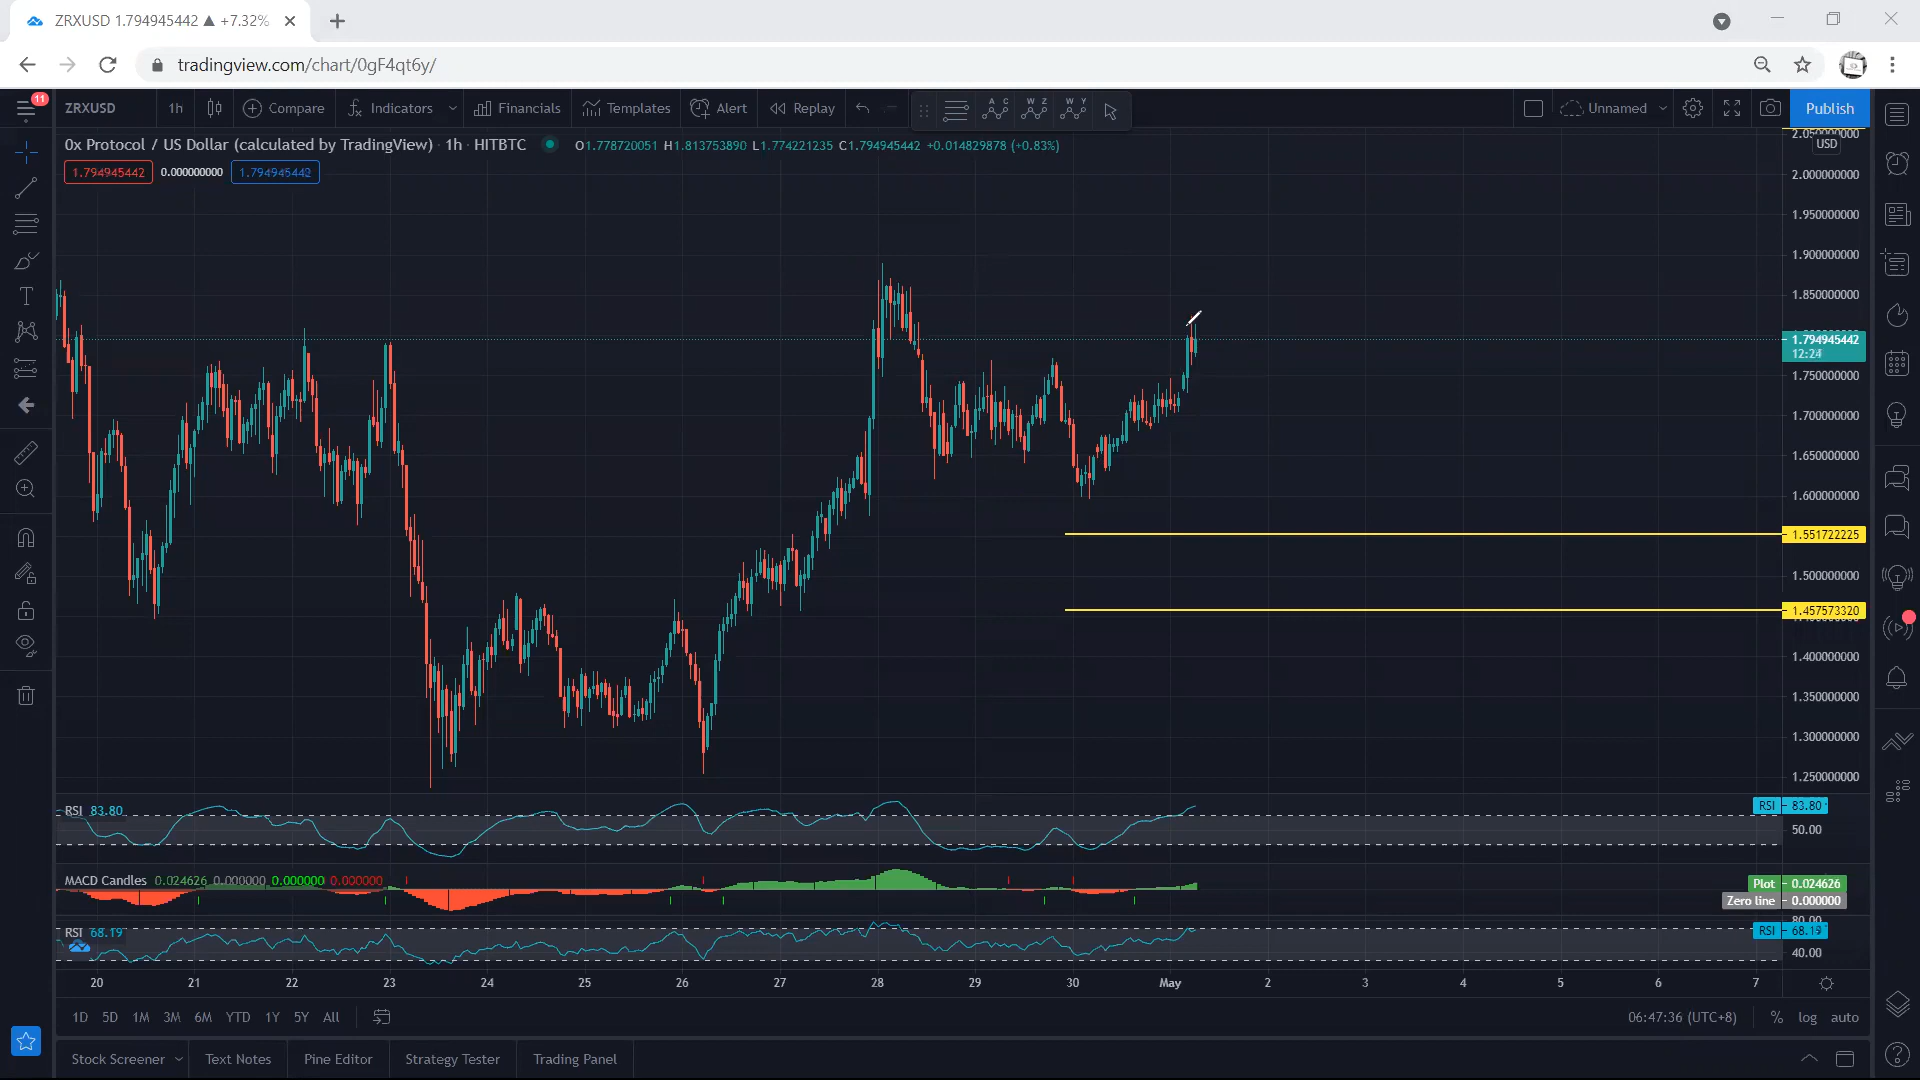 ZRXUSD 1.794945442 ▲ +7.32%
tradingview.com/chart/0gF4qt6y/
11
ZRXUSD 1h Compare Indicators Financials Templates Alert Replay Unnamed Publish
A C W Z W Y
0x Protocol / US Dollar (calculated by TradingView) · 1h · HITBTC O1.778720051 H1.813753890 L1.774221235 C1.794945442 +0.014829878 (+0.83%)
1.794945442 0.000000000 1.794945442
USD
2.000000000
1.950000000
1.900000000
1.850000000
1.794945442
12:24
1.750000000
1.700000000
1.650000000
1.600000000
1.551722225
1.500000000
1.457573320
1.400000000
1.350000000
1.300000000
1.250000000
RSI 83.80
RSI 83.80
50.00
MACD Candles 0.024626 0.000000 0.000000 0.000000
Plot 0.024626
Zero line 0.000000
80.00
RSI 68.19
RSI 68.19
40.00
20 21 22 23 24 25 26 27 28 29 30 May 2 3 4 5 6 7
1D 5D 1M 3M 6M YTD 1Y 5Y All 06:47:36 (UTC+8) % log auto
Stock Screener Text Notes Pine Editor Strategy Tester Trading Panel